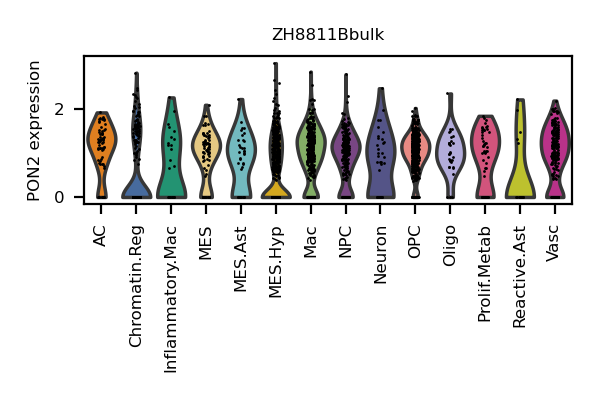 ZH8811Bbulk
PON2 expression
2
0
AC
Chromatin.Reg
Inflammatory.Mac
MES
MES.Ast
MES.Hyp
Mac
NPC
Neuron
OPC
Oligo
Prolif.Metab
Reactive.Ast
Vasc